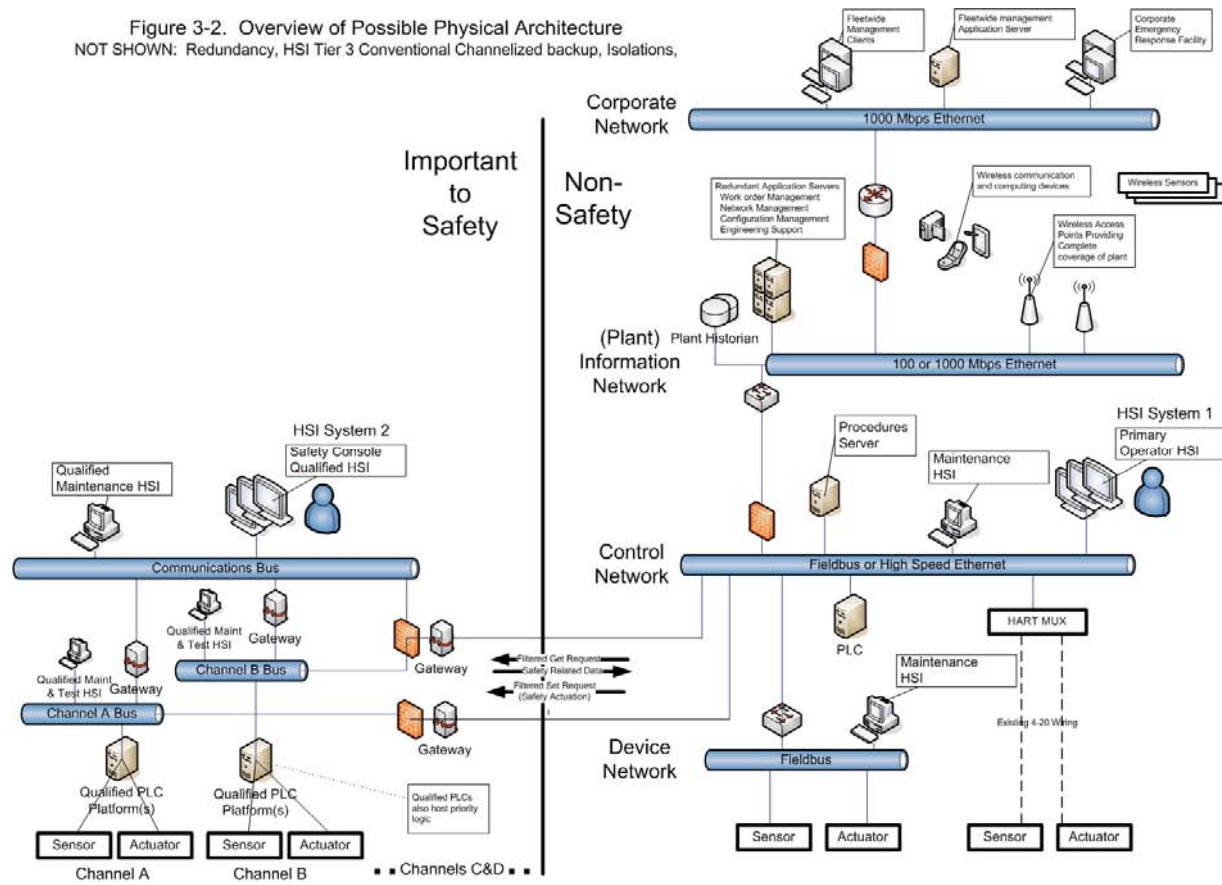 Figure 3-2. Overview of Possible Physical Architecture
NOT SHOWN: Redundancy, HSI Tier 3 Conventional Channelized backup, Isolations,
Fleetwide
Management
Clients
Fleetwide management
Application Server
Corporate
Emergency
Response Facility
Corporate
Network
1000 Mbps Ethernet
Important
to
Safety
Non-
Safety
Redundant Application Servers
Work order Management
Network Management
Configuration Management
Engineering Support
Wireless communication
and computing devices
Wireless Sensors
Wireless Access
Points Providing
Complete
coverage of plant
Plant Historian
(Plant)
Information
Network
100 or 1000 Mbps Ethernet
HSI System 2
Safety Console
Qualified HSI
Qualified
Maintenance HSI
Procedures
Server
Maintenance
HSI
HSI System 1
Primary
Operator HSI
Communications Bus
Control
Network
Fieldbus or High Speed Ethernet
Qualified Maint
& Test HSI
Gateway
Gateway
Channel B Bus
Qualified Maint
& Test HSI
Gateway
Channel A Bus
Gateway
Filtered Get Request
Safety Related Data
Filtered Set Request
(Safety Actuation)
PLC
HART MUX
Maintenance
HSI
Existing 4-20 Wiring
Device
Network
Fieldbus
Qualified PLC
Platform(s)
Qualified PLC
Platform(s)
Qualified PLCs
also host priority
logic
Sensor
Actuator
Sensor
Actuator
Sensor
Actuator
Sensor
Actuator
Channel A
Channel B
Channels C&D